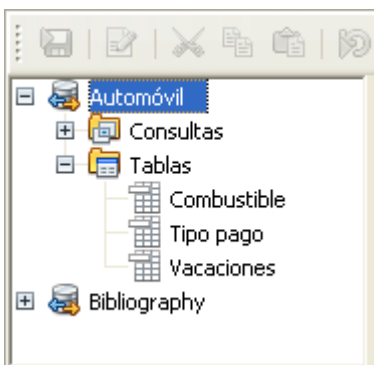 Automóvil
Consultas
Tablas
Combustible
Tipo pago
Vacaciones
Bibliography